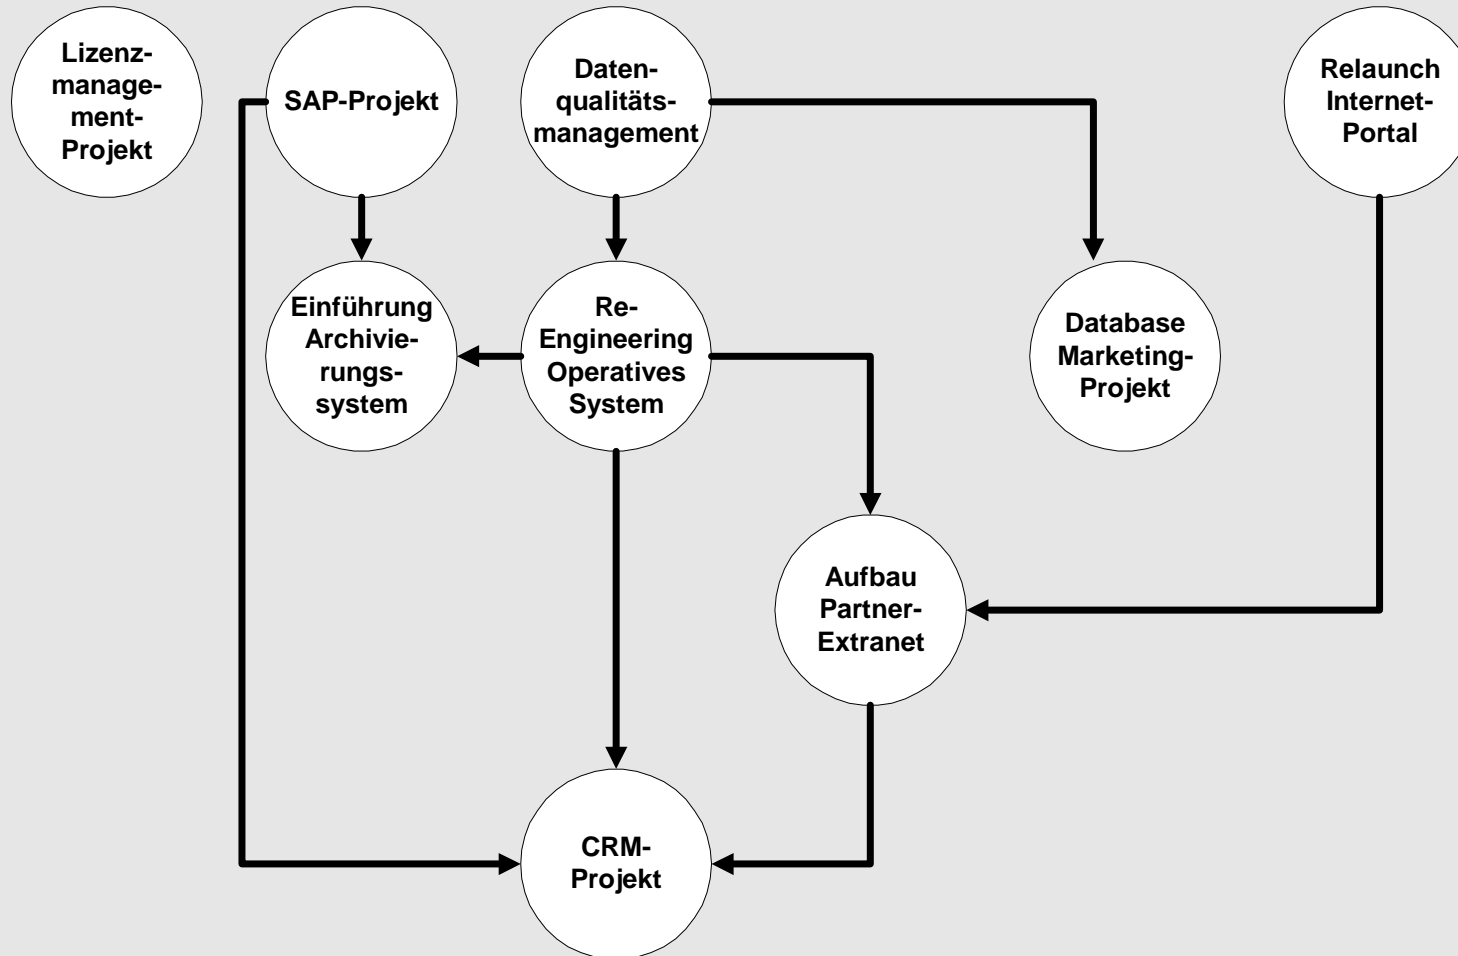 Lizenz-
manage-
ment-
Projekt
SAP-Projekt
Daten-
qualitäts-
management
Relaunch
Internet-
Portal
Einführung
Archivie-
rungs-
system
Re-
Engineering
Operatives
System
Database
Marketing-
Projekt
Aufbau
Partner-
Extranet
CRM-
Projekt